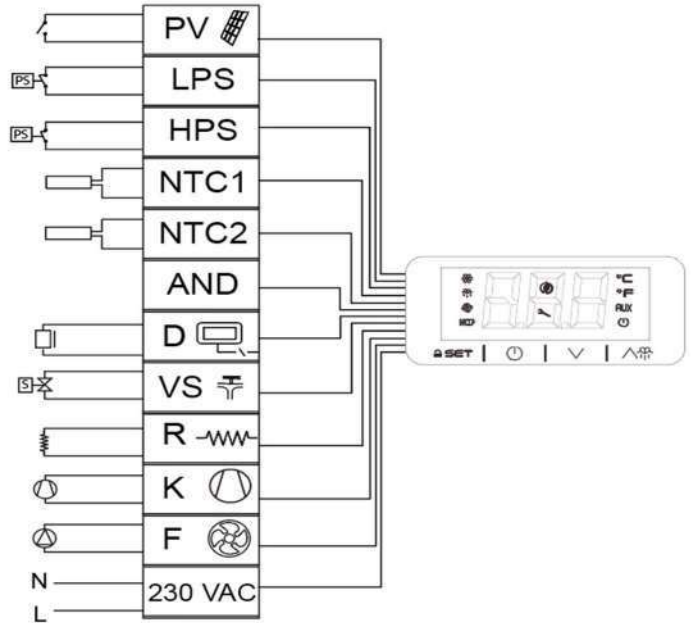 PV
PS LPS
PS HPS
NTC1
NTC2
AND
D
S VS
R
K
F
N
L
230 VAC
°C
°F
AUX
SET